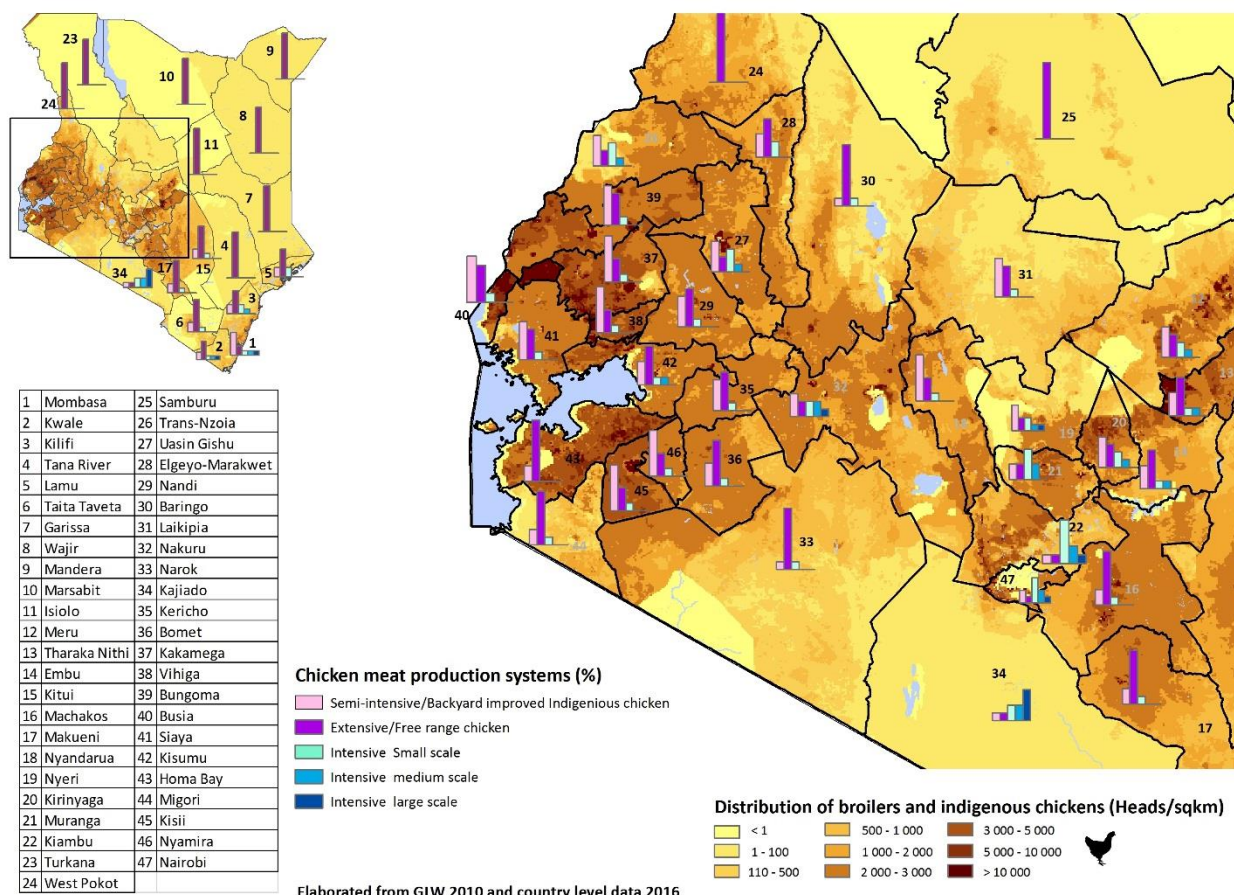 23
9
10
24
8
11
7
4
15
17
5
34
3
6
1
2
24
25
28
30
39
27
37
31
29
40
38
41
13
42
35
32
20
19
18
46
43
36
21
45
22
44
33
47
16
34
17
1 Mombasa 25 Samburu
2 Kwale 26 Trans-Nzoia
3 Kilifi 27 Uasin Gishu
4 Tana River 28 Elgeyo-Marakwet
5 Lamu 29 Nandi
6 Taita Taveta 30 Baringo
7 Garissa 31 Laikipia
8 Wajir 32 Nakuru
9 Mandera 33 Narok
10 Marsabit 34 Kajiado
11 Isiolo 35 Kericho
12 Meru 36 Bomet
13 Tharaka Nithi 37 Kakamega
14 Embu 38 Vihiga
15 Kitui 39 Bungoma
16 Machakos 40 Busia
17 Makueni 41 Siaya
18 Nyandarua 42 Kisumu
19 Nyeri 43 Homa Bay
20 Kirinyaga 44 Migori
21 Muranga 45 Kisii
22 Kiambu 46 Nyamira
23 Turkana 47 Nairobi
24 West Pokot
Chicken meat production systems (%)
Semi-intensive/Backyard improved Indigenious chicken
Extensive/Free range chicken
Intensive Small scale
Intensive medium scale
Intensive large scale
Distribution of broilers and indigenous chickens (Heads/sqkm)
< 1
1 - 100
110 - 500
500 - 1 000
1 000 - 2 000
2 000 - 3 000
3 000 - 5 000
5 000 - 10 000
> 10 000
Elaborated from GLW 2010 and country level data 2016